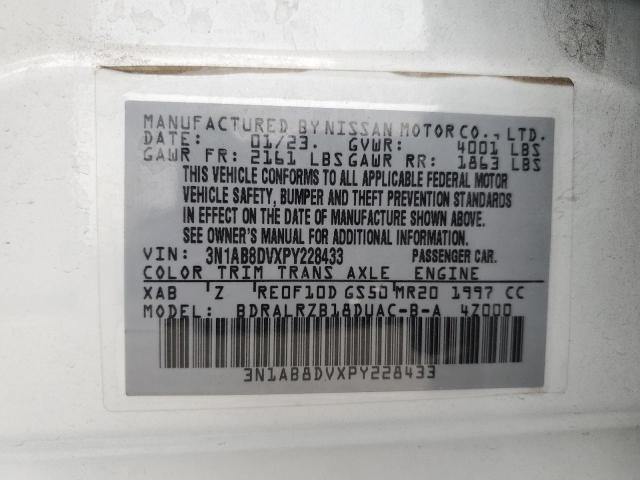 MANUFACTURED BY NISSAN MOTOR CO., LTD.
DATE: 01/23. GVWR: 4001 LBS
GAWR FR: 2161 LBS GAWR RR: 1863 LBS
THIS VEHICLE CONFORMS TO ALL APPLICABLE FEDERAL MOTOR
VEHICLE SAFETY, BUMPER AND THEFT PREVENTION STANDARDS
IN EFFECT ON THE DATE OF MANUFACTURE SHOWN ABOVE.
SEE OWNER'S MANUAL FOR ADDITIONAL INFORMATION.
VIN: 3N1AB8DVXPY228433 PASSENGER CAR.
COLOR TRIM TRANS AXLE ENGINE
XAB Z RE0F10D GS50 MR20 1997 CC
MODEL: BDRALRZB18DUAC-B-A 4Z000
3N1AB8DVXPY228433